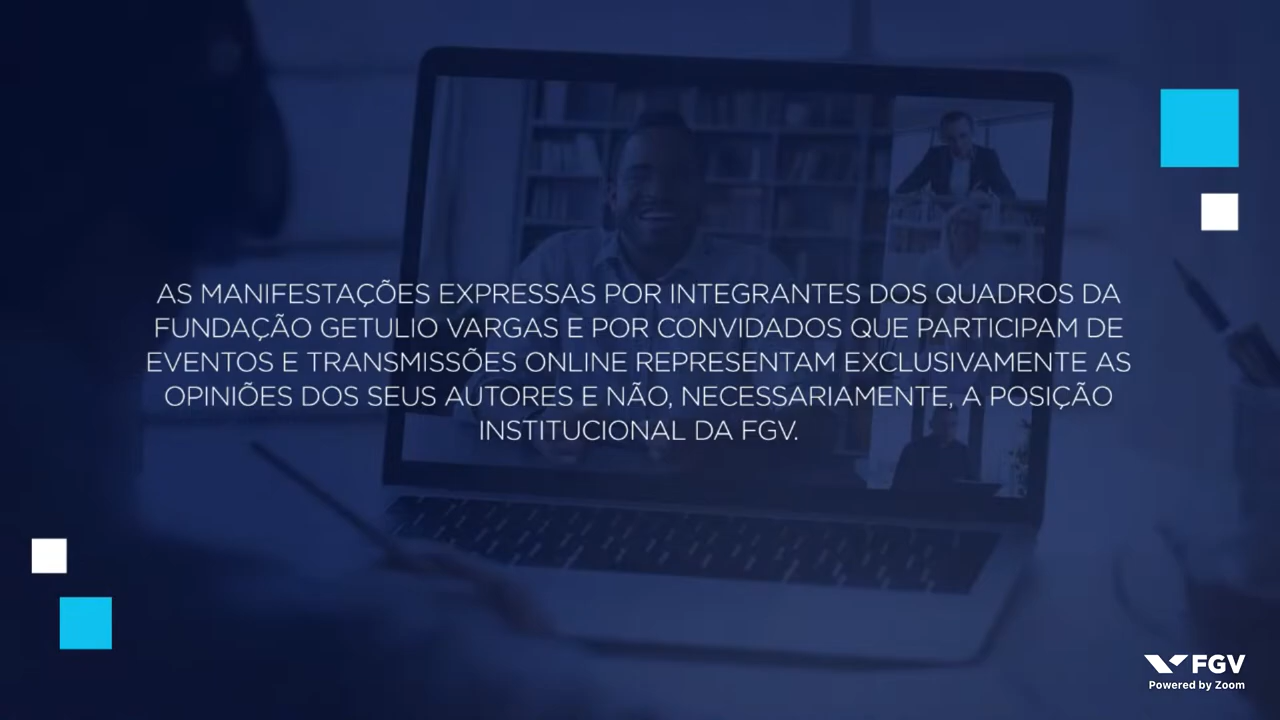 AS MANIFESTAÇÕES EXPRESSAS POR INTEGRANTES DOS QUADROS DA
FUNDAÇÃO GETULIO VARGAS E POR CONVIDADOS QUE PARTICIPAM DE
EVENTOS E TRANSMISSÕES ONLINE REPRESENTAM EXCLUSIVAMENTE AS
OPINIÕES DOS SEUS AUTORES E NÃO, NECESSARIAMENTE, A POSIÇÃO
INSTITUCIONAL DA FGV.
FGV
Powered by Zoom